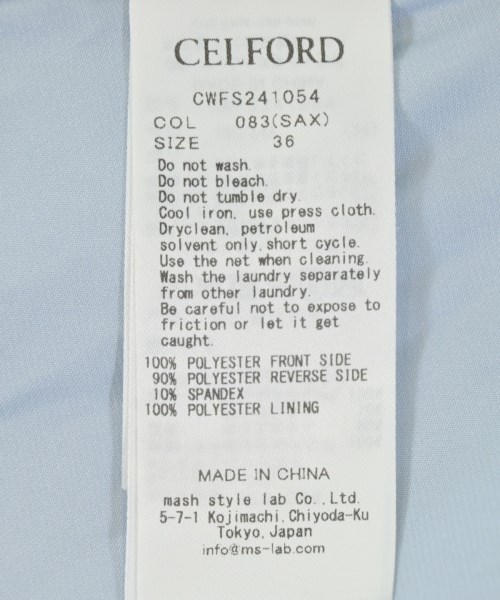 CELFORD
CWFS241054
COL 083(SAX)
SIZE 36
Do not wash.
Do not bleach.
Do not tumble dry.
Cool iron, use press cloth.
Dryclean, petroleum
solvent only,short cycle.
Use the net when cleaning.
Wash the laundry separately
from other laundry.
Be careful not to expose to
friction or let it get
caught.
100% POLYESTER FRONT SIDE
90% POLYESTER REVERSE SIDE
10% SPANDEX
100% POLYESTER LINING
MADE IN CHINA
mash style lab Co.,Ltd.
5-7-1 Kojimachi,Chiyoda-Ku
Tokyo,Japan
info@ms-lab.com